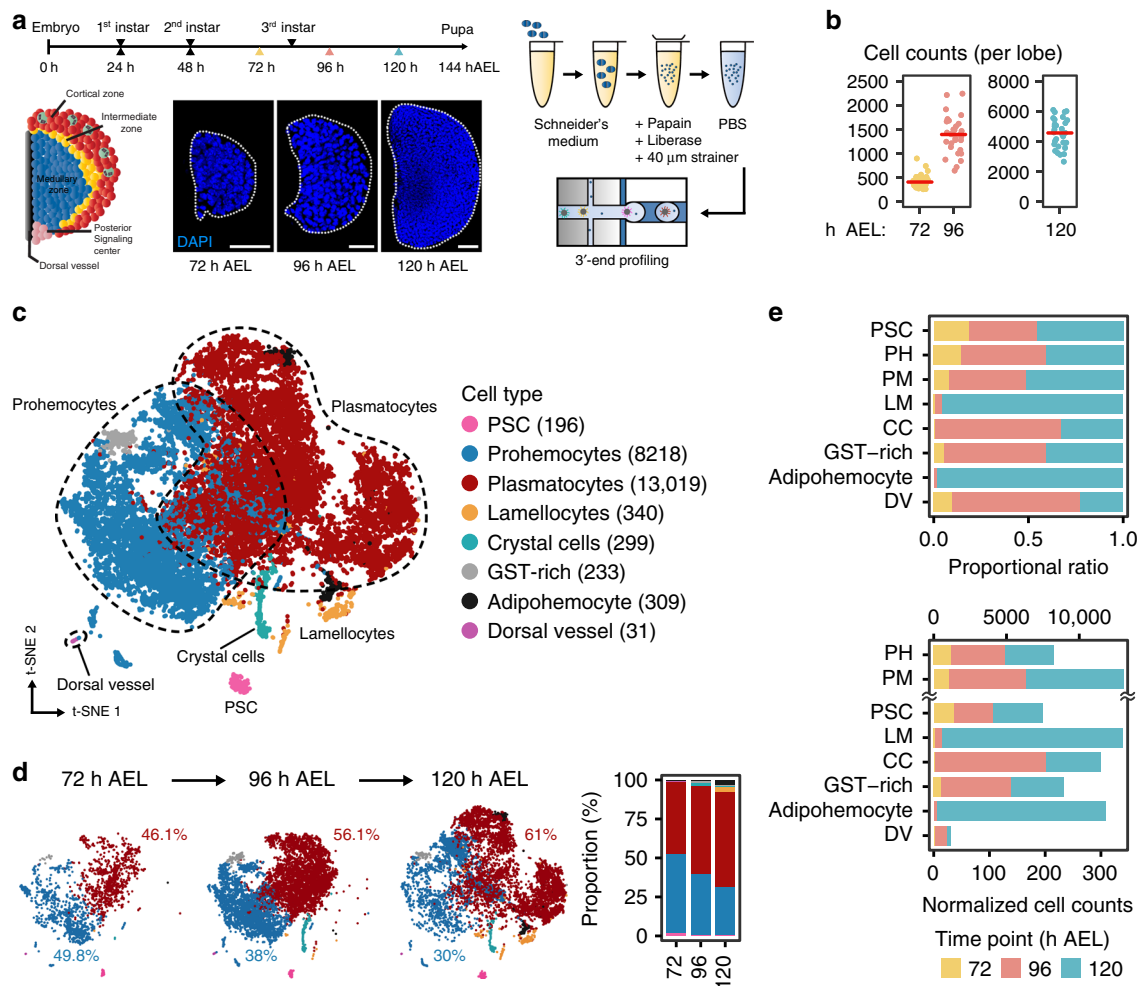 a
Embryo 1st instar 2nd instar 3rd instar Pupa
0 h 24 h 48 h 72 h 96 h 120 h 144 hAEL
Cortical zone
Intermediate zone
Medullary zone
Posterior Signaling center
Dorsal vessel
DAPI
72 h AEL 96 h AEL 120 h AEL
Schneider's medium
+ Papain
+ Liberase
+ 40 μm strainer
PBS
3′-end profiling
b
Cell counts (per lobe)
2500 2000 1500 1000 500 0
8000 6000 4000 2000 0
h AEL: 72 96 120
c
Prohemocytes
Plasmatocytes
Crystal cells
Lamellocytes
Dorsal vessel
PSC
t-SNE 2
t-SNE 1
Cell type
PSC (196)
Prohemocytes (8218)
Plasmatocytes (13,019)
Lamellocytes (340)
Crystal cells (299)
GST-rich (233)
Adipohemocyte (309)
Dorsal vessel (31)
d
72 h AEL 96 h AEL 120 h AEL
46.1% 56.1% 61%
49.8% 38% 30%
Proportion (%)
100
75
50
25
0
72 96 120
e
PSC
PH
PM
LM
CC
GST−rich
Adipohemocyte
DV
0.0 0.5 1.0
Proportional ratio
0 5000 10,000
PH
PM
PSC
LM
CC
GST−rich
Adipohemocyte
DV
0 100 200 300
Normalized cell counts
Time point (h AEL)
72 96 120